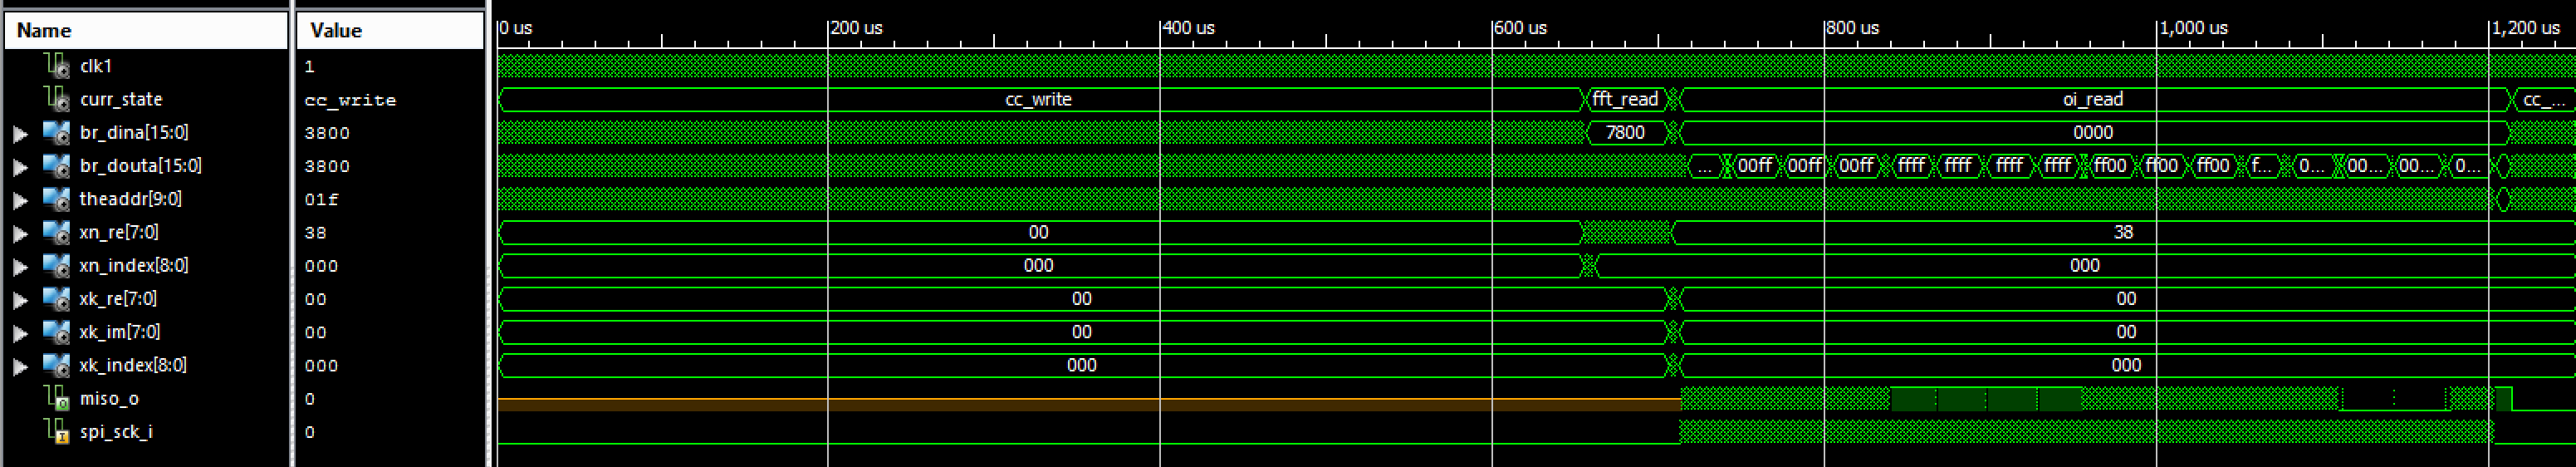 Name Value 0 us 200 us 400 us 600 us 800 us 1,000 us 1,200 us
clk1 1
curr_state cc_write cc_write fft_read oi_read cc_...
br_dina[15:0] 3800 7800 0000
br_douta[15:0] 3800 ... 00ff 00ff 00ff ffff ffff ffff ffff ff00 ff00 ff00 f... 0... 00... 00... 0...
theaddr[9:0] 01f
xn_re[7:0] 38 00 38
xn_index[8:0] 000 000 000
xk_re[7:0] 00 00 00
xk_im[7:0] 00 00 00
xk_index[8:0] 000 000 000
miso_o 0
spi_sck_i 0